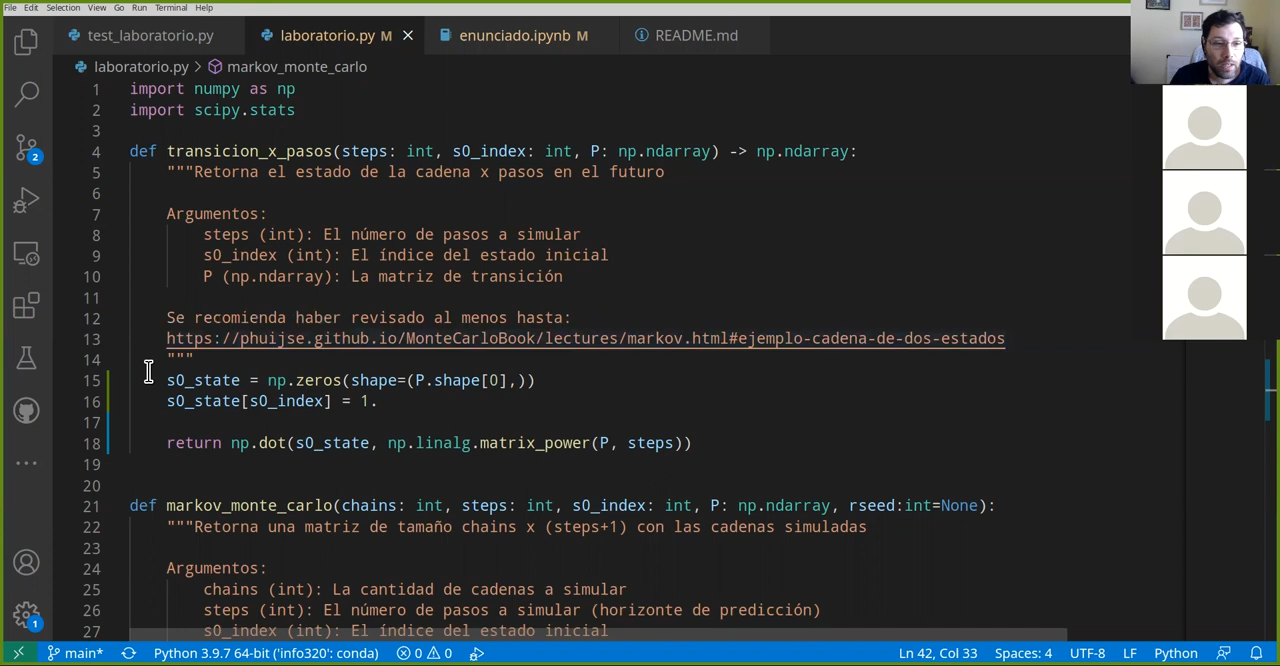 File Edit Selection View Go Run Terminal Help
test_laboratorio.py laboratorio.py M enunciado.ipynb M README.md
laboratorio.py > markov_monte_carlo
1 import numpy as np
2 import scipy.stats
3
4 def transicion_x_pasos(steps: int, s0_index: int, P: np.ndarray) -> np.ndarray:
5 """Retorna el estado de la cadena x pasos en el futuro
6
7 Argumentos:
8 steps (int): El número de pasos a simular
9 s0_index (int): El índice del estado inicial
10 P (np.ndarray): La matriz de transición
11
12 Se recomienda haber revisado al menos hasta:
13 https://phuijse.github.io/MonteCarloBook/lectures/markov.html#ejemplo-cadena-de-dos-estados
14 """
15 s0_state = np.zeros(shape=(P.shape[0],))
16 s0_state[s0_index] = 1.
17
18 return np.dot(s0_state, np.linalg.matrix_power(P, steps))
19
20
21 def markov_monte_carlo(chains: int, steps: int, s0_index: int, P: np.ndarray, rseed:int=None):
22 """Retorna una matriz de tamaño chains x (steps+1) con las cadenas simuladas
23
24 Argumentos:
25 chains (int): La cantidad de cadenas a simular
26 steps (int): El número de pasos a simular (horizonte de predicción)
27 s0_index (int): El índice del estado inicial
2
1
main* Python 3.9.7 64-bit ('info320': conda) 0 0 Ln 42, Col 33 Spaces: 4 UTF-8 LF Python